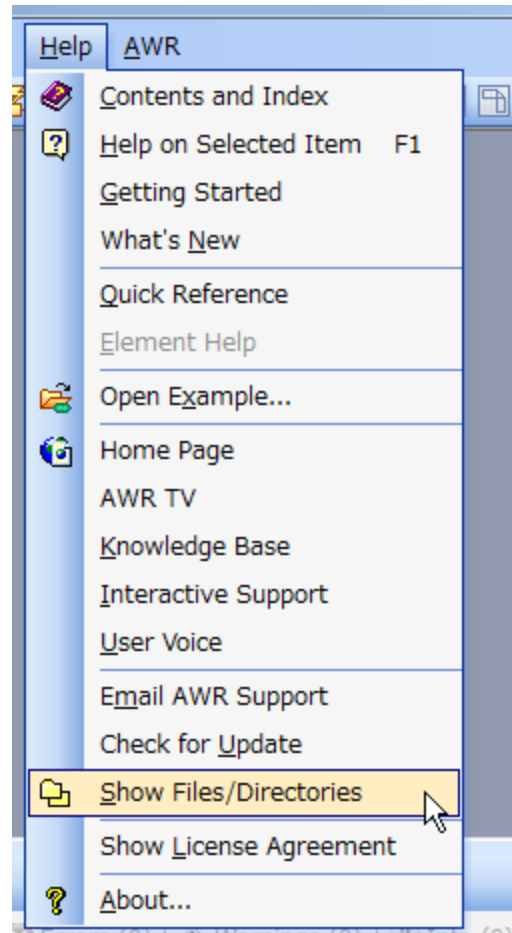 Help AWR
Contents and Index
Help on Selected Item F1
Getting Started
What's New
Quick Reference
Element Help
Open Example...
Home Page
AWR TV
Knowledge Base
Interactive Support
User Voice
Email AWR Support
Check for Update
Show Files/Directories
Show License Agreement
About...